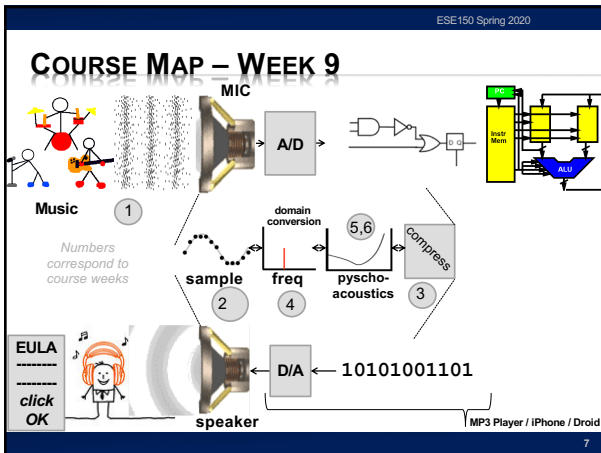 ESE150 Spring 2020
COURSE MAP – WEEK 9
MIC
A/D
D Q
PC
Instr
Mem
ALU
Music
1
Numbers
correspond to
course weeks
sample
2
domain
conversion
freq
4
5,6
pyscho-
acoustics
compress
3
EULA
--------
--------
click
OK
speaker
D/A
10101001101
MP3 Player / iPhone / Droid
7